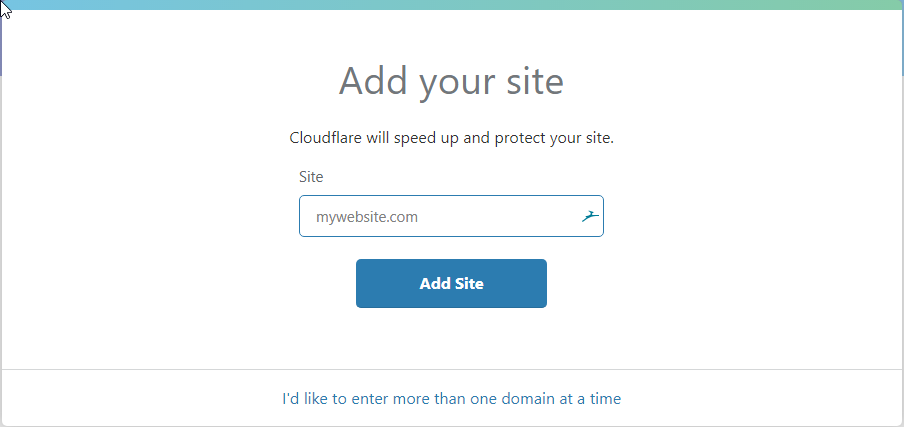 Add your site
Cloudflare will speed up and protect your site.
Site
mywebsite.com
Add Site
I'd like to enter more than one domain at a time